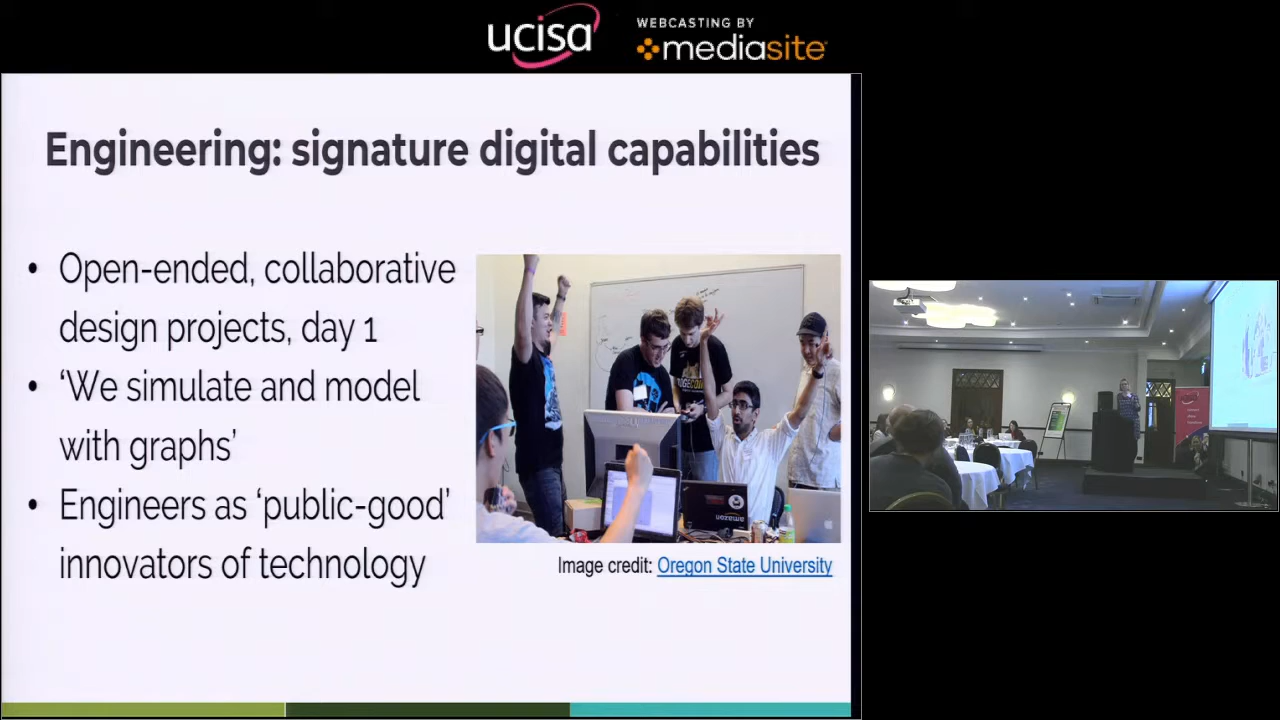 ucisa
WEBCASTING BY
mediasite
Engineering: signature digital capabilities
• Open-ended, collaborative
design projects, day 1
• ‘We simulate and model
with graphs’
• Engineers as ‘public-good’
innovators of technology
Image credit: Oregon State University